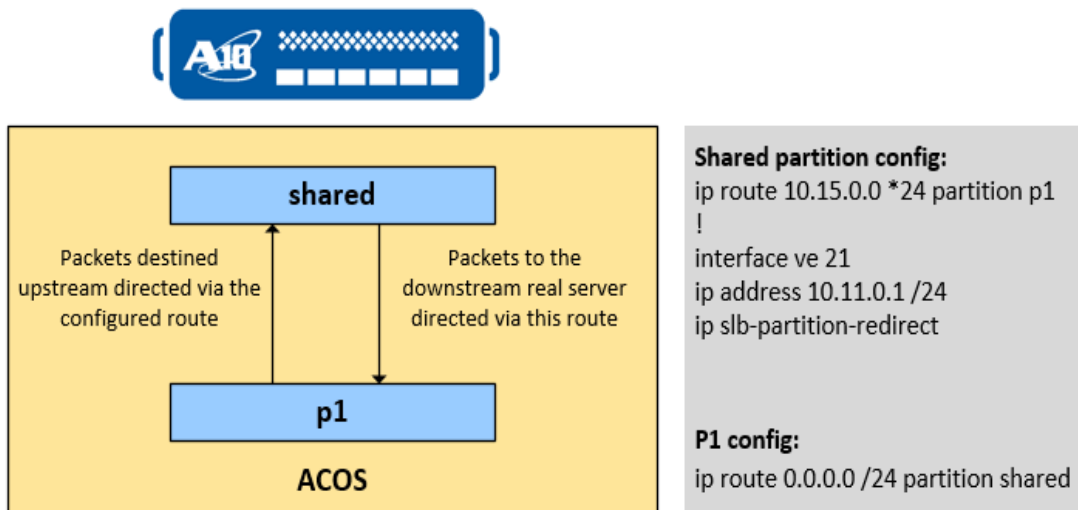 A10
shared
Packets destined
upstream directed via the
configured route
Packets to the
downstream real server
directed via this route
p1
ACOS
Shared partition config:
ip route 10.15.0.0 *24 partition p1
!
interface ve 21
ip address 10.11.0.1 /24
ip slb-partition-redirect
P1 config:
ip route 0.0.0.0 /24 partition shared